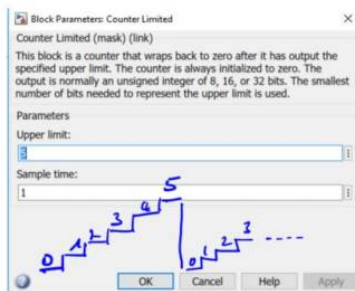 Block Parameters: Counter Limited
Counter Limited (mask) (link)
This block is a counter that wraps back to zero after it has output the
specified upper limit. The counter is always initialized to zero. The
output is normally an unsigned integer of 8, 16, or 32 bits. The smallest
number of bits needed to represent the upper limit is used.
Parameters
Upper limit:
5
Sample time:
1
0 1 2 3 4 5
0 1 2 3 ----
OK Cancel Help Apply